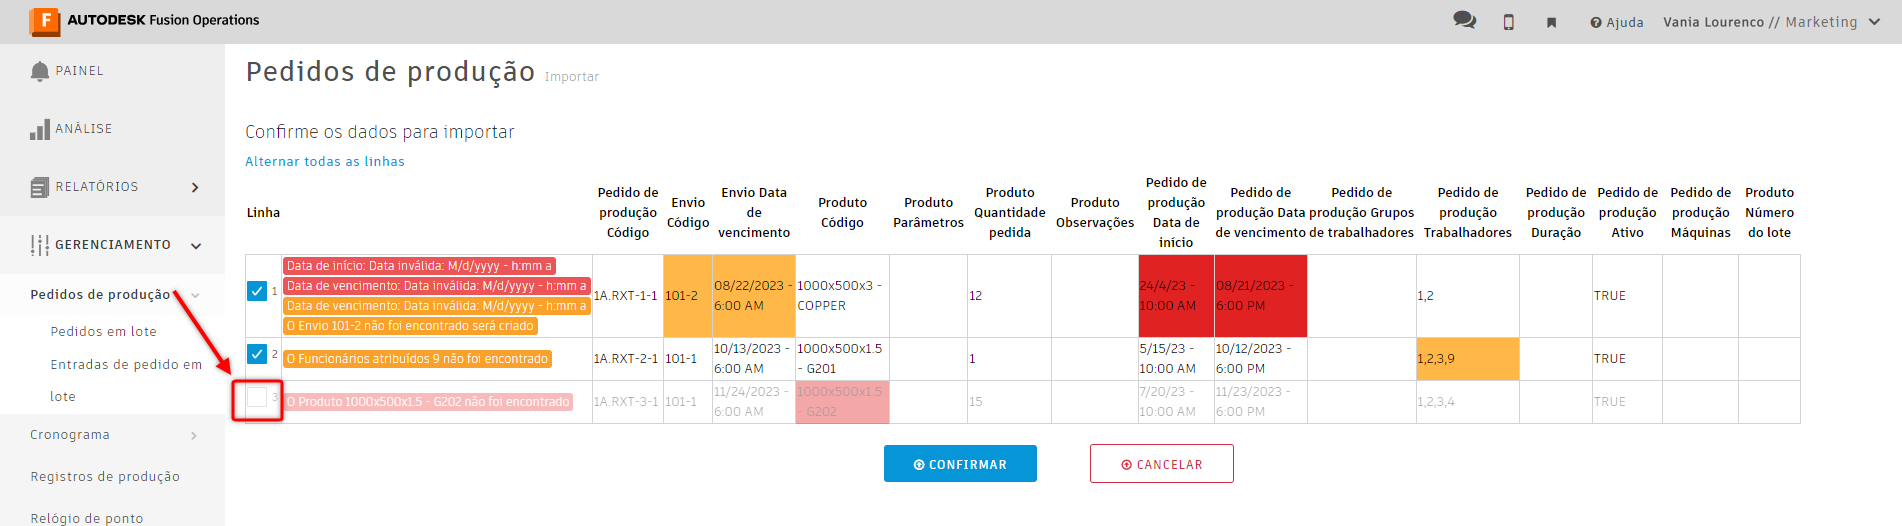 F AUTODESK Fusion Operations
Ajuda
Vania Lourenco // Marketing
PAINEL
ANÁLISE
RELATÓRIOS
GERENCIAMENTO
Pedidos de produção
Pedidos em lote
Entradas de pedido em
lote
Cronograma
Registros de produção
Relógio de ponto
Pedidos de produção Importar
Confirme os dados para importar
Alternar todas as linhas
Linha
Pedido de
produção
Código
Envio
Código
Envio Data
de
vencimento
Produto
Código
Produto
Parâmetros
Produto
Quantidade
pedida
Produto
Observações
Pedido de
produção
Data de
início
Pedido de
produção Data
de vencimento
Pedido de
produção Grupos
de trabalhadores
Pedido de
produção
Trabalhadores
Pedido de
produção
Duração
Pedido de
produção
Ativo
Pedido de
produção
Máquinas
Produto
Número
do lote
1
Data de início: Data inválida: M/d/yyyy - h:mm a
Data de vencimento: Data inválida: M/d/yyyy - h:mm a
Data de vencimento: Data inválida: M/d/yyyy - h:mm a
O Envio 101-2 não foi encontrado será criado
1A.RXT-1-1
101-2
08/22/2023 -
6:00 AM
1000x500x3 -
COPPER
12
24/4/23 -
10:00 AM
08/21/2023 -
6:00 PM
1,2
TRUE
2
O Funcionários atribuídos 9 não foi encontrado
1A.RXT-2-1
101-1
10/13/2023 -
6:00 AM
1000x500x1.5
- G201
1
5/15/23 -
10:00 AM
10/12/2023 -
6:00 PM
1,2,3,9
TRUE
3
O Produto 1000x500x1.5 - G202 não foi encontrado
1A.RXT-3-1
101-1
11/24/2023 -
6:00 AM
1000x500x1.5
- G202
15
7/20/23 -
10:00 AM
11/23/2023 -
6:00 PM
1,2,3,4
TRUE
CONFIRMAR
CANCELAR